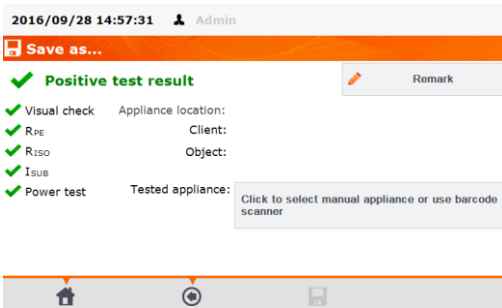 2016/09/28 14:57:31 Admin
Save as...
Positive test result
Remark
Visual check Appliance location:
RPE Client:
RISO Object:
ISUB
Power test Tested appliance:
Click to select manual appliance or use barcode
scanner